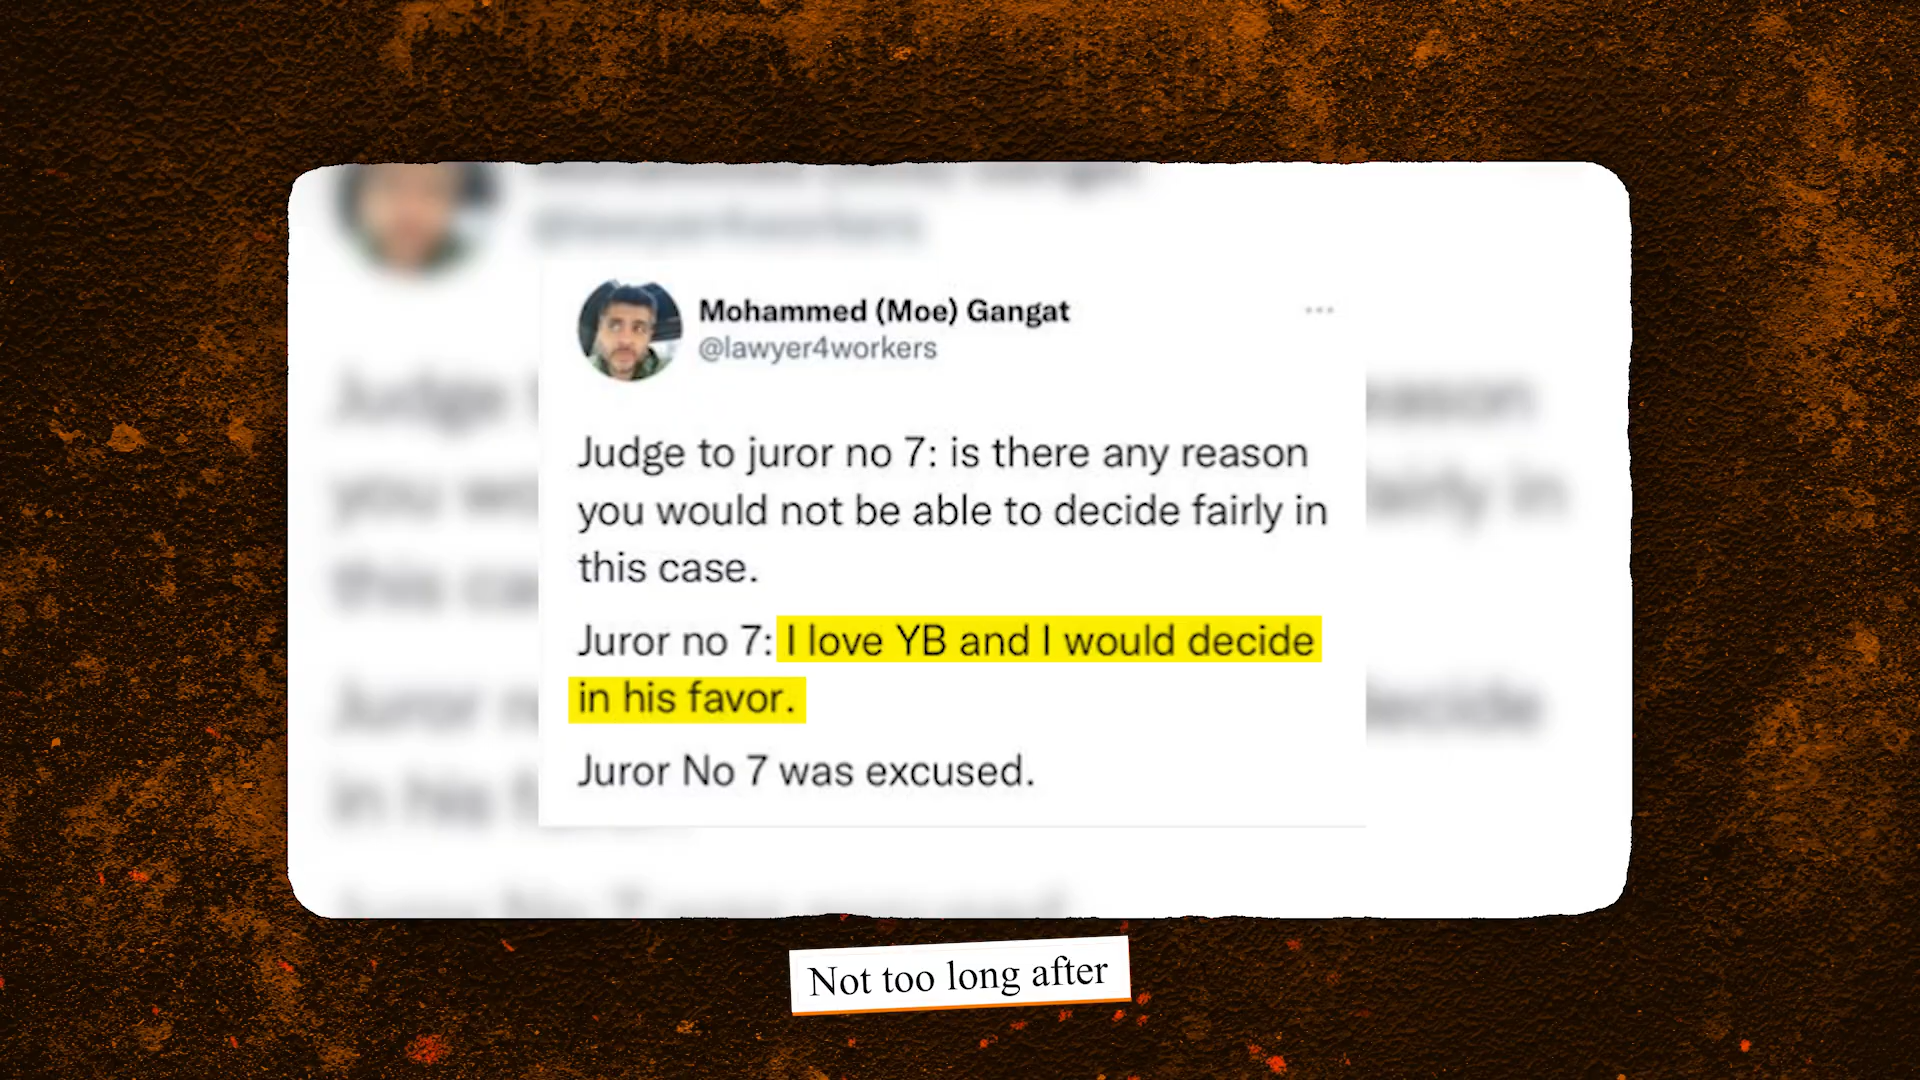 Mohammed (Moe) Gangat
@lawyer4workers
Judge to juror no 7: is there any reason
you would not be able to decide fairly in
this case.
Juror no 7: I love YB and I would decide
in his favor.
Juror No 7 was excused.
Not too long after